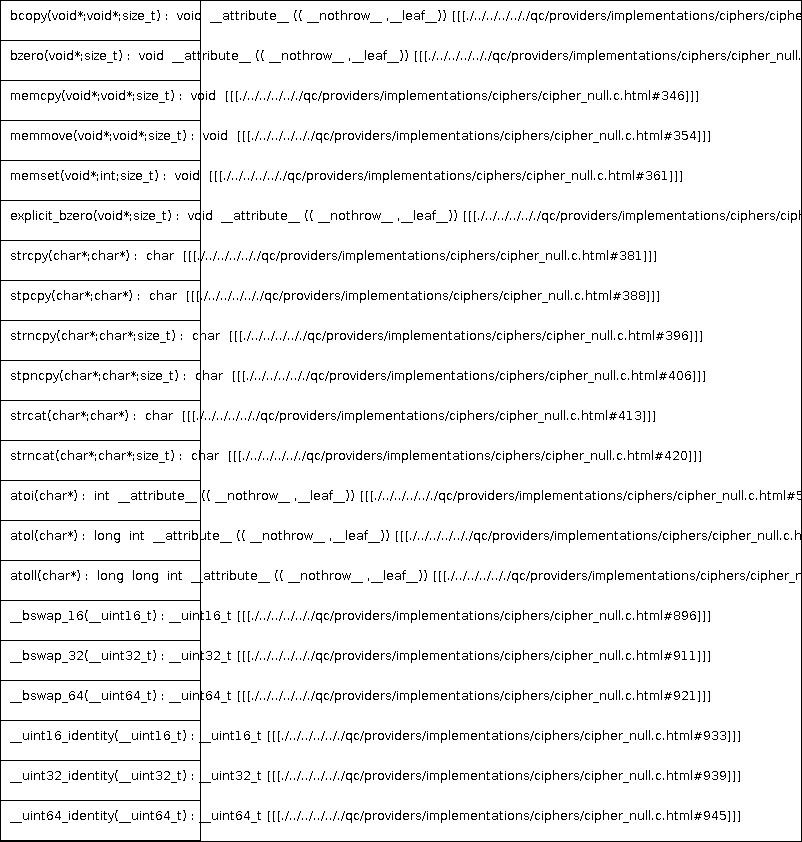 bcopy(void*;void*;size_t) : void __attribute__ (( __nothrow__ ,__leaf__)) [[[./../../../../qc/providers/implementations/ciphers/ciphe
bzero(void*;size_t) : void __attribute__ (( __nothrow__ ,__leaf__)) [[[./../../../../qc/providers/implementations/ciphers/cipher_null.
memcpy(void*;void*;size_t) : void [[[./../../../../qc/providers/implementations/ciphers/cipher_null.c.html#346]]]
memmove(void*;void*;size_t) : void [[[./../../../../qc/providers/implementations/ciphers/cipher_null.c.html#354]]]
memset(void*;int;size_t) : void [[[./../../../../qc/providers/implementations/ciphers/cipher_null.c.html#361]]]
explicit_bzero(void*;size_t) : void __attribute__ (( __nothrow__ ,__leaf__)) [[[./../../../../qc/providers/implementations/ciphers/ciph
strcpy(char*;char*) : char [[[./../../../../qc/providers/implementations/ciphers/cipher_null.c.html#381]]]
stpcpy(char*;char*) : char [[[./../../../../qc/providers/implementations/ciphers/cipher_null.c.html#388]]]
strncpy(char*;char*;size_t) : char [[[./../../../../qc/providers/implementations/ciphers/cipher_null.c.html#396]]]
stpncpy(char*;char*;size_t) : char [[[./../../../../qc/providers/implementations/ciphers/cipher_null.c.html#406]]]
strcat(char*;char*) : char [[[./../../../../qc/providers/implementations/ciphers/cipher_null.c.html#413]]]
strncat(char*;char*;size_t) : char [[[./../../../../qc/providers/implementations/ciphers/cipher_null.c.html#420]]]
atoi(char*) : int __attribute__ (( __nothrow__ ,__leaf__)) [[[./../../../../qc/providers/implementations/ciphers/cipher_null.c.html#5
atol(char*) : long int __attribute__ (( __nothrow__ ,__leaf__)) [[[./../../../../qc/providers/implementations/ciphers/cipher_null.c.h
atoll(char*) : long long int __attribute__ (( __nothrow__ ,__leaf__)) [[[./../../../../qc/providers/implementations/ciphers/cipher_n
__bswap_16(__uint16_t) : __uint16_t [[[./../../../../qc/providers/implementations/ciphers/cipher_null.c.html#896]]]
__bswap_32(__uint32_t) : __uint32_t [[[./../../../../qc/providers/implementations/ciphers/cipher_null.c.html#911]]]
__bswap_64(__uint64_t) : __uint64_t [[[./../../../../qc/providers/implementations/ciphers/cipher_null.c.html#921]]]
__uint16_identity(__uint16_t) : __uint16_t [[[./../../../../qc/providers/implementations/ciphers/cipher_null.c.html#933]]]
__uint32_identity(__uint32_t) : __uint32_t [[[./../../../../qc/providers/implementations/ciphers/cipher_null.c.html#939]]]
__uint64_identity(__uint64_t) : __uint64_t [[[./../../../../qc/providers/implementations/ciphers/cipher_null.c.html#945]]]